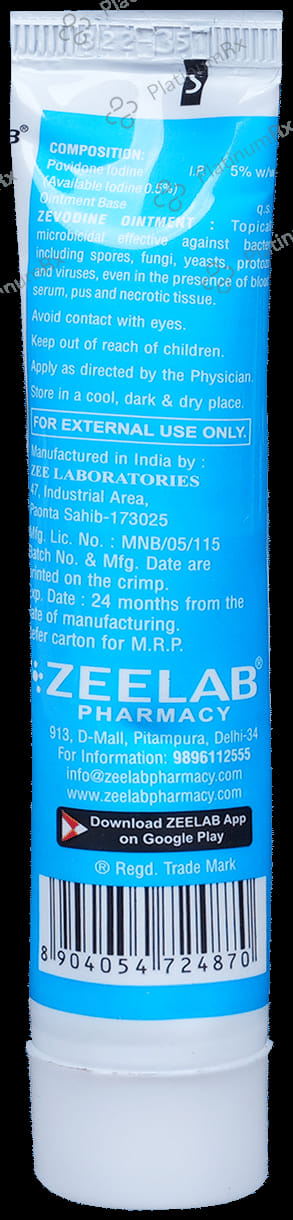 COMPOSITION:
Povidone Iodine I.P. 5% w/w
(Available Iodine 0.5%)
Ointment Base q.s.
ZEVODINE OINTMENT : Topical
microbicidal effective against bacte
including spores, fungi, yeasts, protoz
and viruses, even in the presence of blood
serum, pus and necrotic tissue.
Avoid contact with eyes.
Keep out of reach of children.
Apply as directed by the Physician.
Store in a cool, dark & dry place.
FOR EXTERNAL USE ONLY.
Manufactured in India by :
ZEE LABORATORIES
47, Industrial Area,
Paonta Sahib-173025
Mfg. Lic. No. : MNB/05/115
Batch No. & Mfg. Date are
printed on the crimp.
Exp. Date : 24 months from the
date of manufacturing.
Refer carton for M.R.P.
ZEELAB®
PHARMACY
913, D-Mall, Pitampura, Delhi-34
For Information: 9896112555
info@zeelabpharmacy.com
www.zeelabpharmacy.com
Download ZEELAB App
on Google Play
® Regd. Trade Mark
8 904054 724870
PlatinumRx